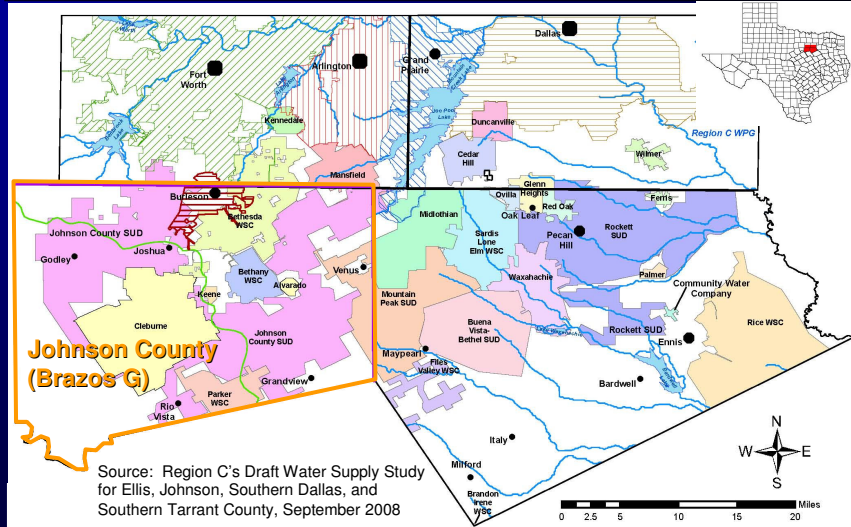 Dallas
Grand
Prairie
Arlington
Fort
Worth
Lake
Arlington
Joe Pool
Lake
Kennedale
Duncanville
Region C WPG
Cedar
Hill
Wilmer
Mansfield
Burleson
Bethesda
WSC
Johnson County SUD
Joshua
Godley
Bethany
WSC
Alvarado
Keene
Venus
Cleburne
Johnson
County SUD
Johnson County
(Brazos G)
Grandview
Rio
Vista
Parker
WSC
Glenn
Heights
Ovilla
Oak Leaf
Red Oak
Ferris
Midlothian
Sardis
Lone
Elm WSC
Pecan
Hill
Rockett
SUD
Waxahachie
Palmer
Community Water
Company
Mountain
Peak SUD
Buena
Vista-
Bethel SUD
Lake Waxahachie
Rockett SUD
Ennis
Rice WSC
Maypearl
Files
Valley WSC
Bardwell
Italy
Milford
Brandon
Irene
WSC
Source: Region C's Draft Water Supply Study
for Ellis, Johnson, Southern Dallas, and
Southern Tarrant County, September 2008
N
W
E
S
Miles
0 2.5 5 10 15 20